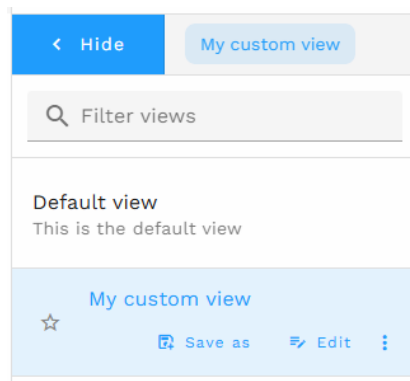 Hide
My custom view
Filter views
Default view
This is the default view
My custom view
Save as
Edit